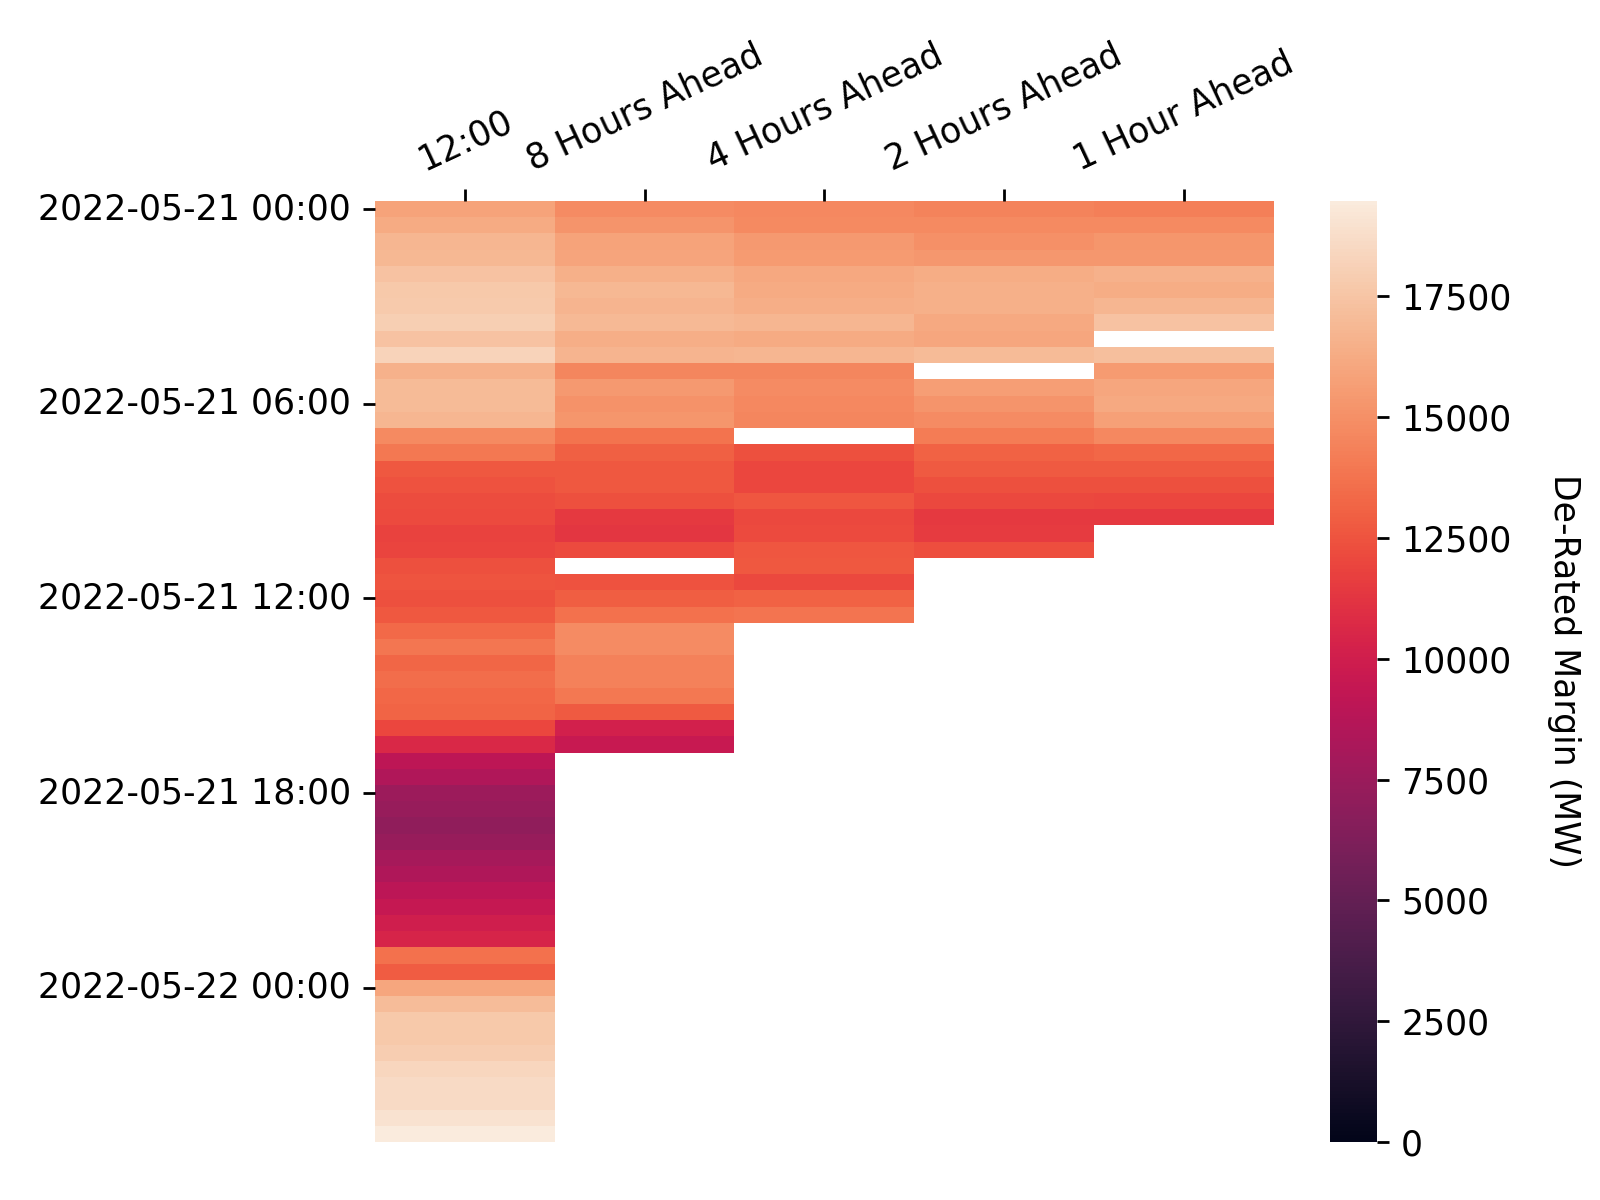 12:00
8 Hours Ahead
4 Hours Ahead
2 Hours Ahead
1 Hour Ahead
2022-05-21 00:00
2022-05-21 06:00
2022-05-21 12:00
2022-05-21 18:00
2022-05-22 00:00
17500
15000
12500
10000
7500
5000
2500
0
De-Rated Margin (MW)